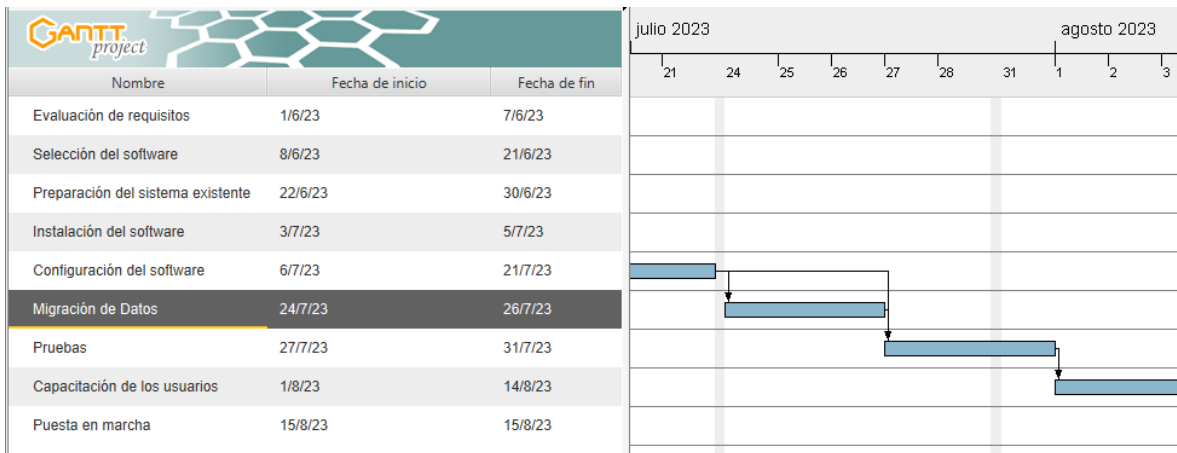 GANTT
project
julio 2023 agosto 2023
21 24 25 26 27 28 31 1 2 3
Nombre Fecha de inicio Fecha de fin
Evaluación de requisitos 1/6/23 7/6/23
Selección del software 8/6/23 21/6/23
Preparación del sistema existente 22/6/23 30/6/23
Instalación del software 3/7/23 5/7/23
Configuración del software 6/7/23 21/7/23
Migración de Datos 24/7/23 26/7/23
Pruebas 27/7/23 31/7/23
Capacitación de los usuarios 1/8/23 14/8/23
Puesta en marcha 15/8/23 15/8/23